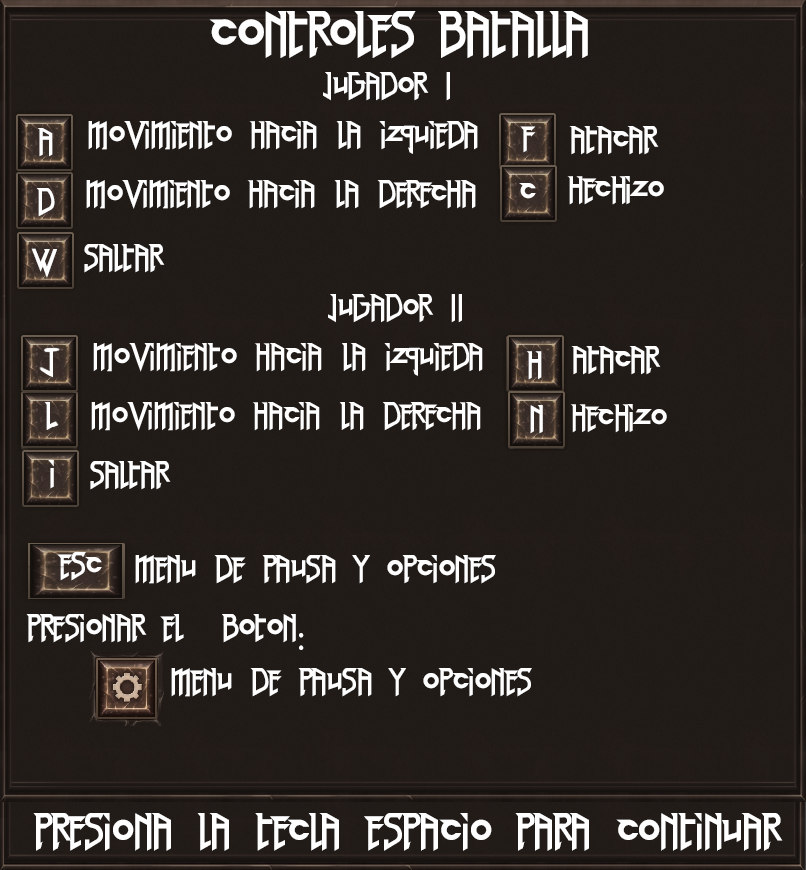 CONTROLES BATALLA
JUGADOR I
A MOVIMIENTO HACIA LA IZQUIEDA F ATACAR
D MOVIMIENTO HACIA LA DERECHA C HECHIZO
W SALTAR
JUGADOR II
J MOVIMIENTO HACIA LA IZQUIEDA H ATACAR
L MOVIMIENTO HACIA LA DERECHA N HECHIZO
I SALTAR
ESC MENU DE PAUSA Y OPCIONES
PRESIONAR EL BOTON:
MENU DE PAUSA Y OPCIONES
PRESIONA LA TECLA ESPACIO PARA CONTINUAR